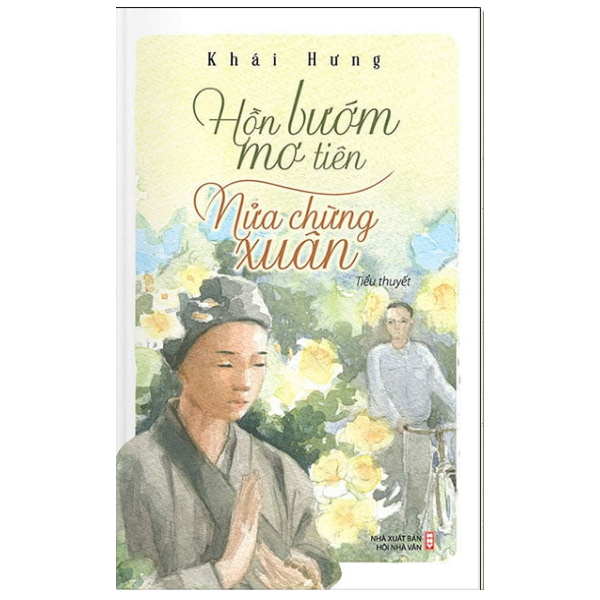 Khái Hưng
Hồn bướm
mơ tiên
Nửa chừng
xuân
Tiểu thuyết
NHÀ XUẤT BẢN
HỘI NHÀ VĂN